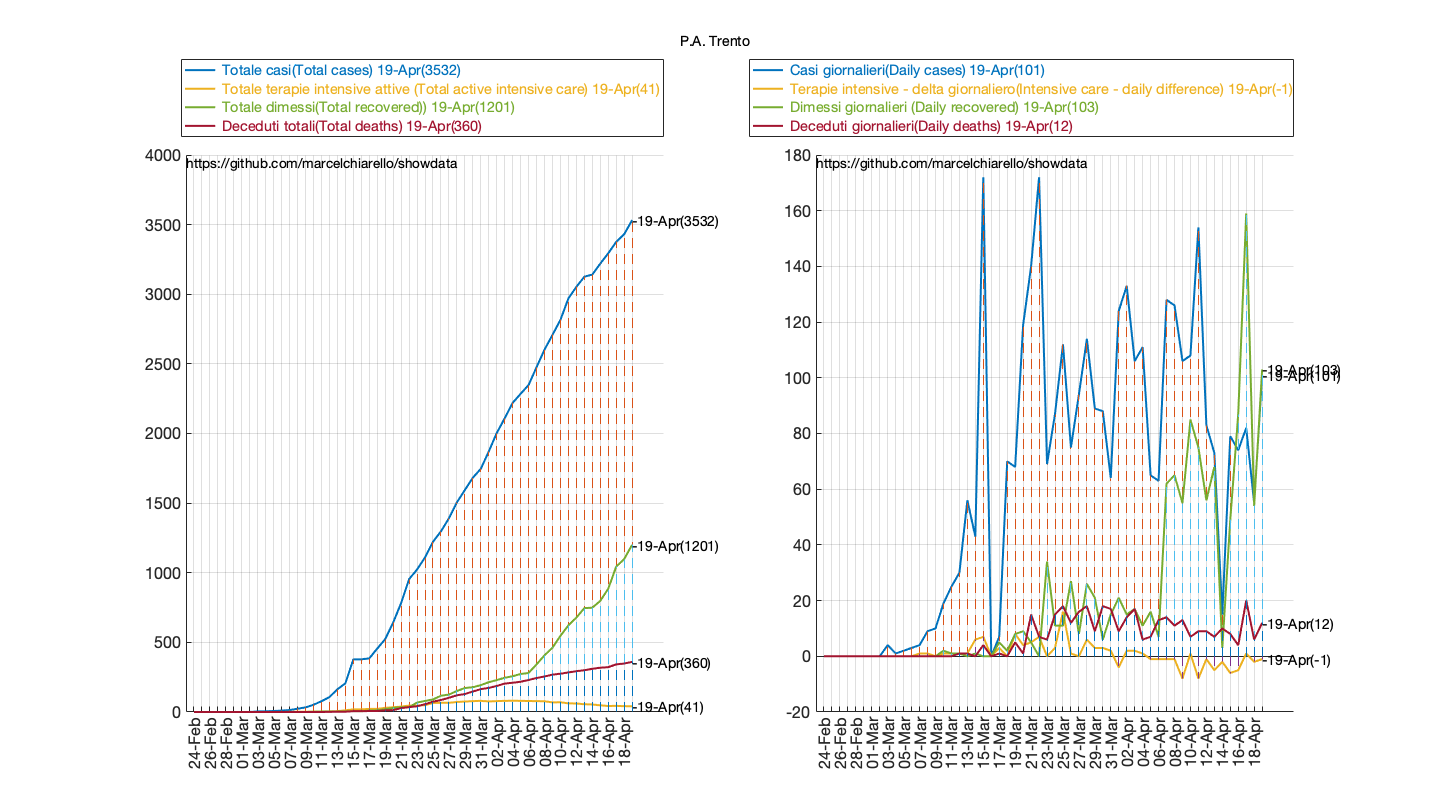 P.A. Trento
Totale casi(Total cases) 19-Apr(3532)
Totale terapie intensive attive (Total active intensive care) 19-Apr(41)
Totale dimessi(Total recovered)) 19-Apr(1201)
Deceduti totali(Total deaths) 19-Apr(360)
4000
https://github.com/marcelchiarello/showdata
3500
3000
2500
2000
1500
1000
500
0
19-Apr(3532)
19-Apr(1201)
19-Apr(360)
19-Apr(41)
24-Feb
26-Feb
28-Feb
01-Mar
03-Mar
05-Mar
07-Mar
09-Mar
11-Mar
13-Mar
15-Mar
17-Mar
19-Mar
21-Mar
23-Mar
25-Mar
27-Mar
29-Mar
31-Mar
02-Apr
04-Apr
06-Apr
08-Apr
10-Apr
12-Apr
14-Apr
16-Apr
18-Apr
Casi giornalieri(Daily cases) 19-Apr(101)
Terapie intensive - delta giornaliero(Intensive care - daily difference) 19-Apr(-1)
Dimessi giornalieri (Daily recovered) 19-Apr(103)
Deceduti giornalieri(Daily deaths) 19-Apr(12)
180
https://github.com/marcelchiarello/showdata
160
140
120
100
80
60
40
20
0
-20
19-Apr(103)
19-Apr(101)
19-Apr(12)
19-Apr(-1)
24-Feb
26-Feb
28-Feb
01-Mar
03-Mar
05-Mar
07-Mar
09-Mar
11-Mar
13-Mar
15-Mar
17-Mar
19-Mar
21-Mar
23-Mar
25-Mar
27-Mar
29-Mar
31-Mar
02-Apr
04-Apr
06-Apr
08-Apr
10-Apr
12-Apr
14-Apr
16-Apr
18-Apr